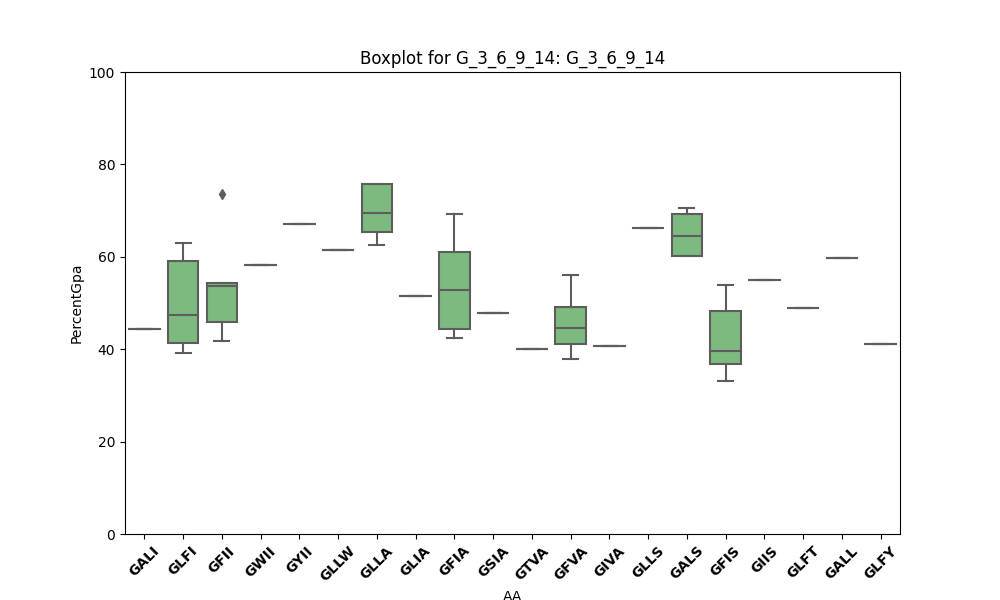 Boxplot for G_3_6_9_14: G_3_6_9_14
100
80
60
40
20
0
PercentGpa
GALI GLFI GFII GWII GYII GLLW GLLA GLIA GFIA GSIA GTVA GFVA GIVA GLLS GALS GFIS GIIS GLFT GALL GLFY
AA